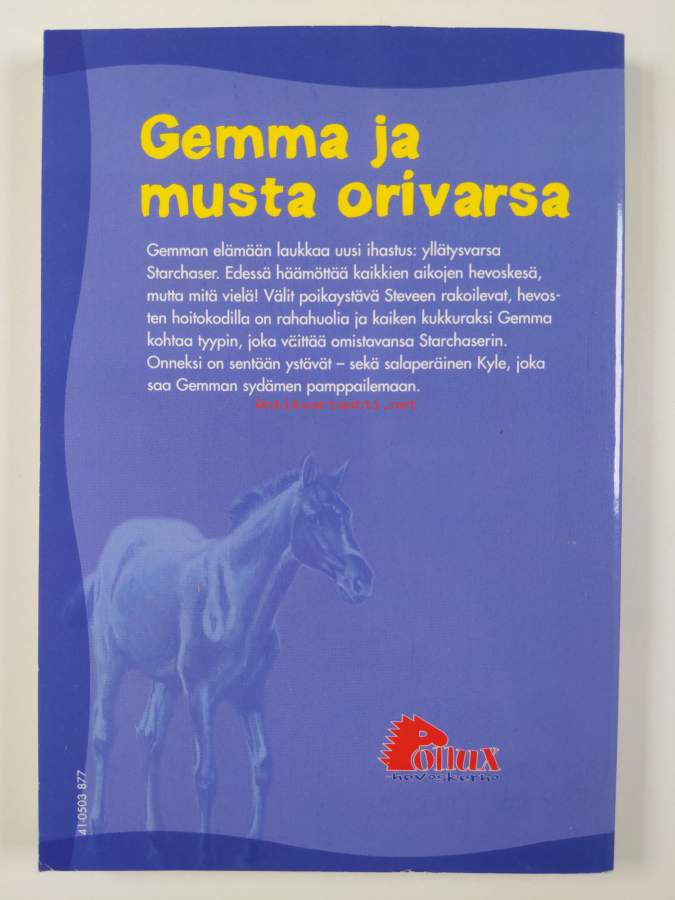 Gemma ja
musta orivarsa
Gemman elämään laukkaa uusi ihastus: yllätysvarsa
Starchaser. Edessä häämöttää kaikkien aikojen hevoskesä,
mutta mitä vielä! Välit poikaystävä Steveen rakoilevat, hevos-
ten hoitokodilla on rahahuolia ja kaiken kukkuraksi Gemma
kohtaa tyypin, joka väittää omistavansa Starchaserin.
Onneksi on sentään ystävät – sekä salaperäinen Kyle, joka
saa Gemman sydämen pamppailemaan.
Antikvariaatti.net
Pollux
-hevoskerho
41-0503 877